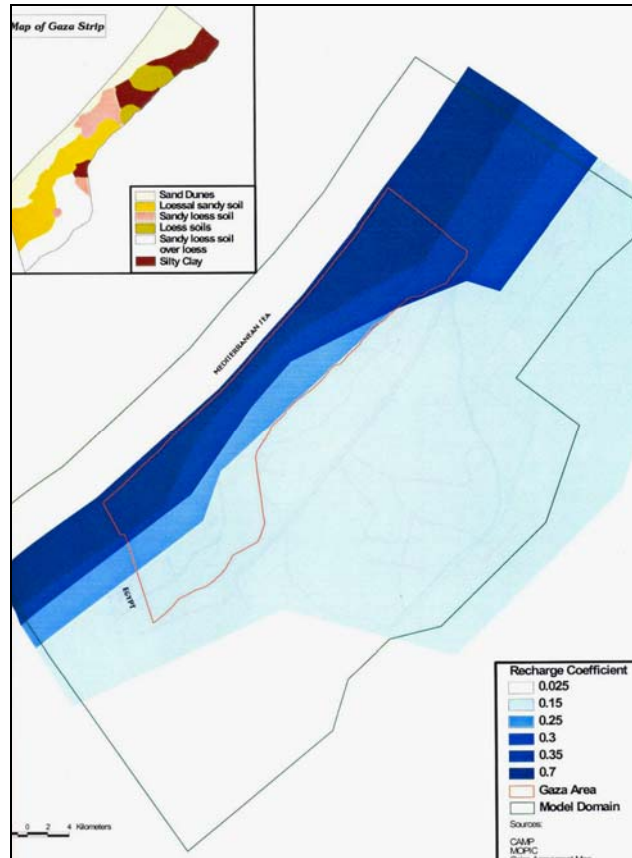 Map of Gaza Strip
Sand Dunes
Loessal sandy soil
Sandy loess soil
Loess soils
Sandy loess soil
over loess
Silty Clay
MEDITERRANEAN SEA
EGYPT
Recharge Coefficient
0.025
0.15
0.25
0.3
0.35
0.7
Gaza Area
Model Domain
Sources:
CAMP
MOPIC
0 2 4 Kilometers